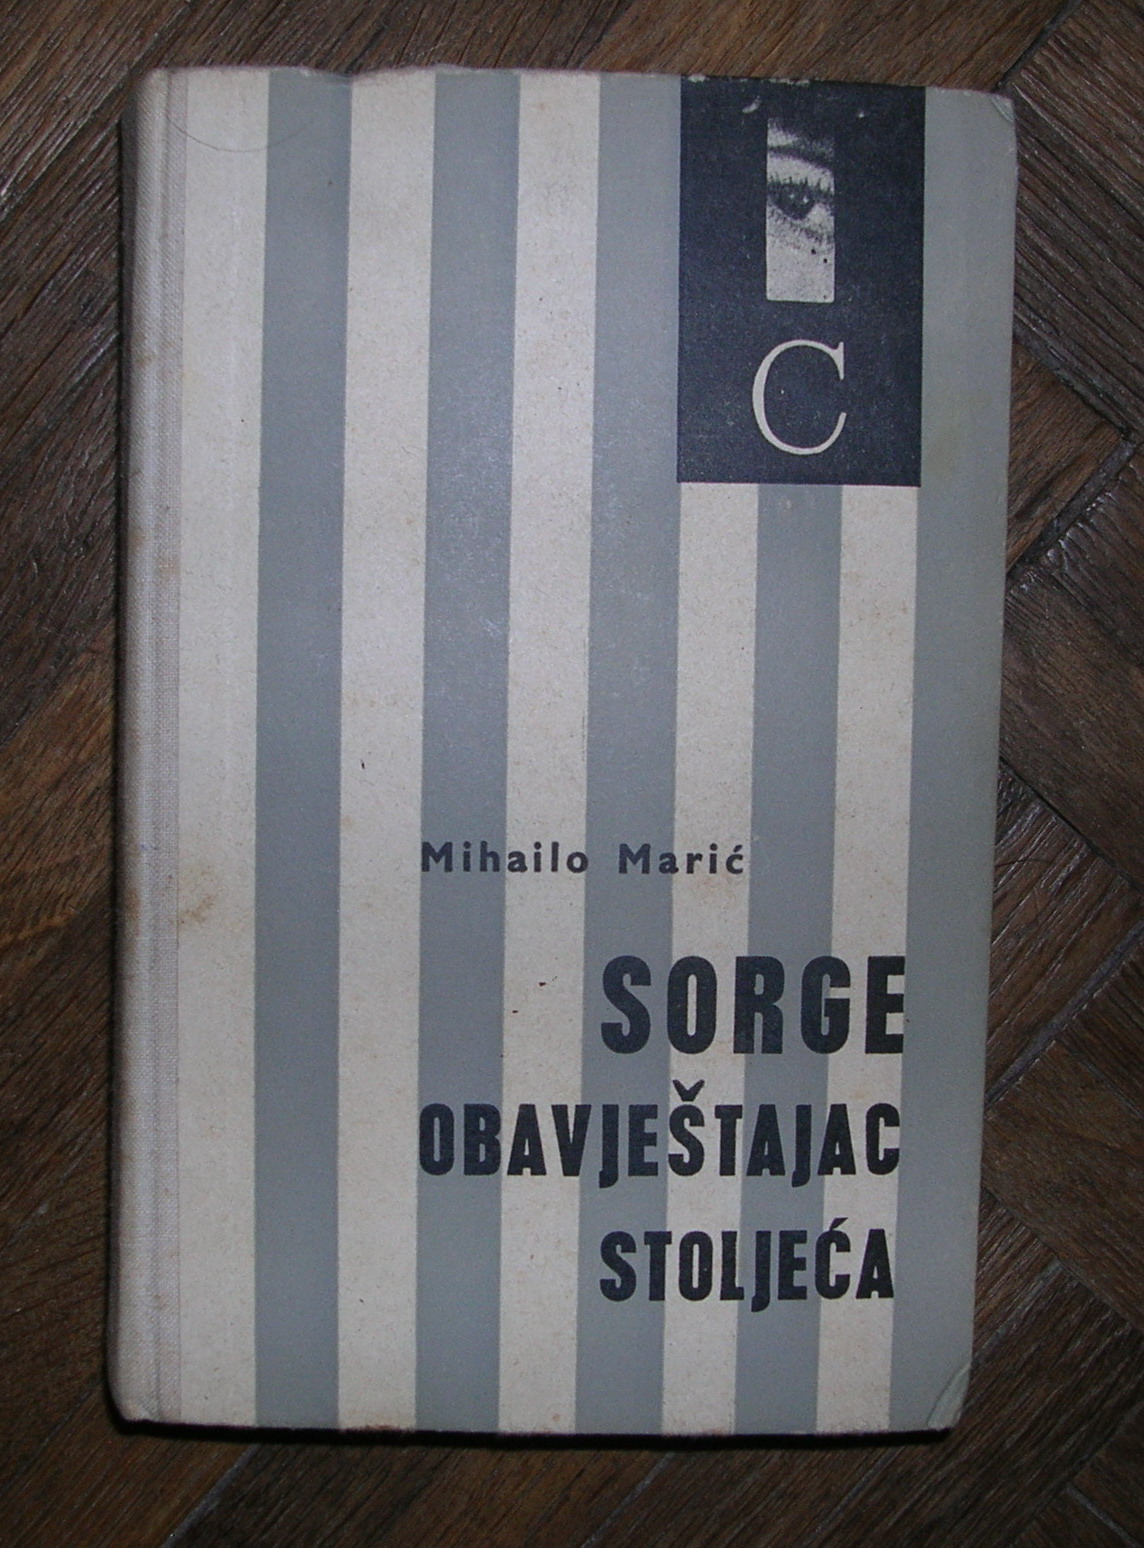 C
Mihailo Marić
SORGE
OBAVJEŠTAJAC
STOLJEĆA